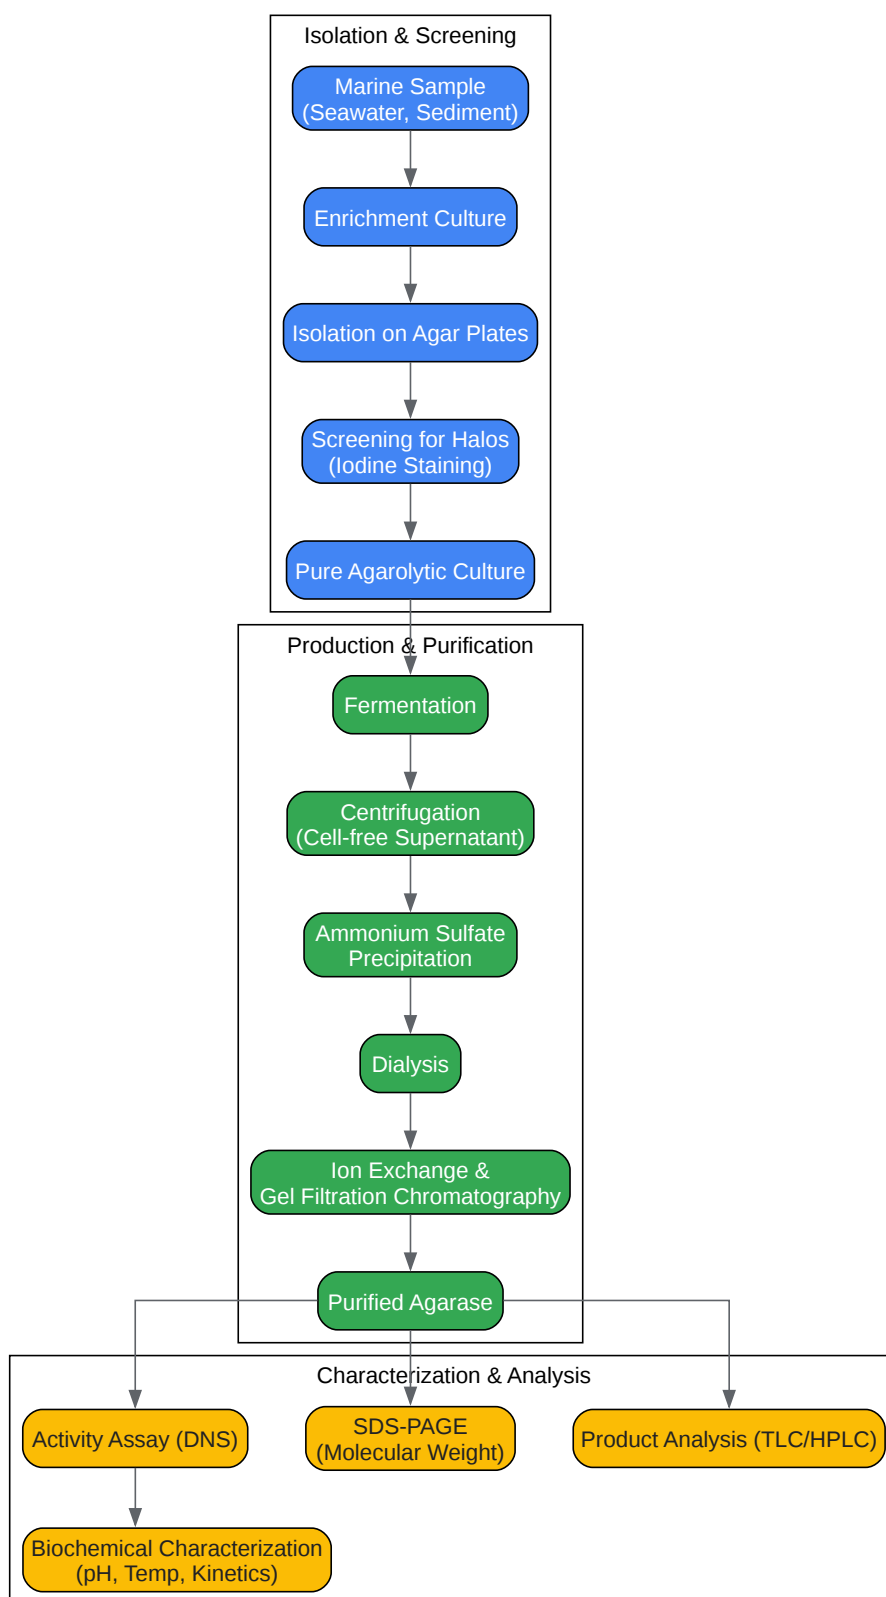 Isolation & Screening
Marine Sample
(Seawater, Sediment)
Enrichment Culture
Isolation on Agar Plates
Screening for Halos
(Iodine Staining)
Pure Agarolytic Culture
Production & Purification
Fermentation
Centrifugation
(Cell-free Supernatant)
Ammonium Sulfate
Precipitation
Dialysis
Ion Exchange &
Gel Filtration Chromatography
Purified Agarase
Characterization & Analysis
Activity Assay (DNS)
SDS-PAGE
(Molecular Weight)
Product Analysis (TLC/HPLC)
Biochemical Characterization
(pH, Temp, Kinetics)